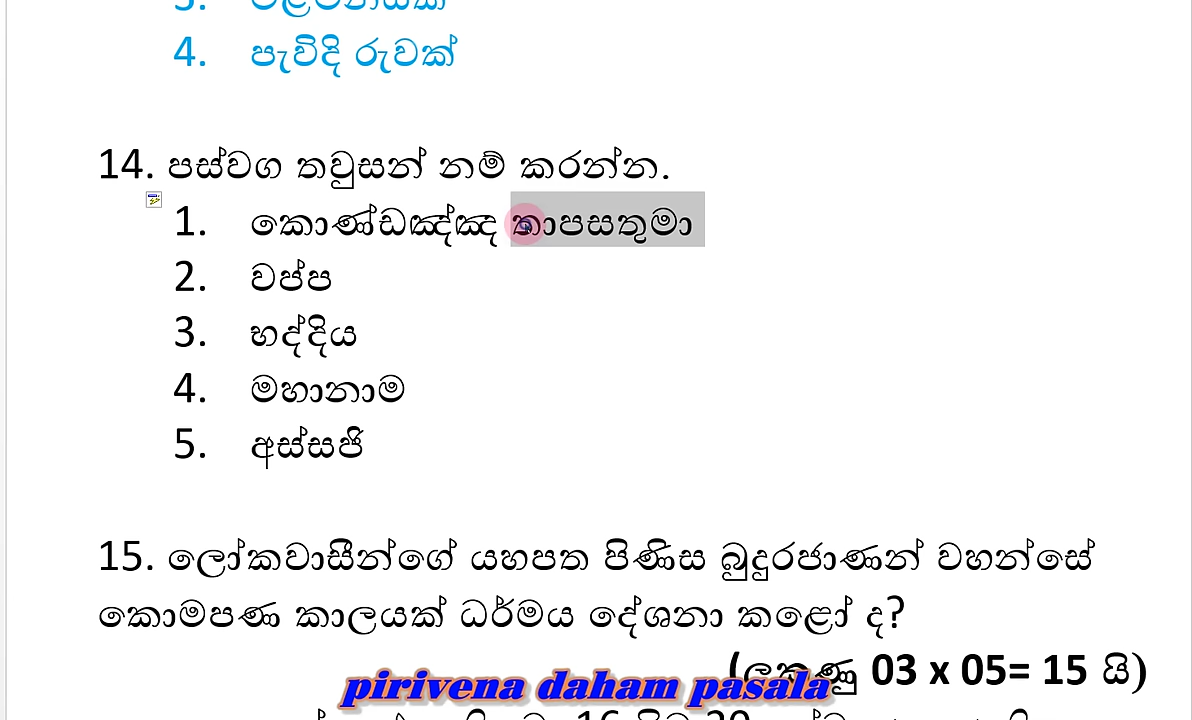 4. පැවිදි රුවක්
14. පස්වග තවුසන් නම් කරන්න.
1. කොණ්ඩඤ්ඤ තාපසතුමා
2. වප්ප
3. භද්දිය
4. මහානාම
5. අස්සජි
15. ලෝකවාසීන්ගේ යහපත පිණිස බුදුරජාණන් වහන්සේ
කොමපණ කාලයක් ධර්මය දේශනා කළෝ ද?
(ලකුණු 03 x 05= 15 යි)
pirivena daham pasala